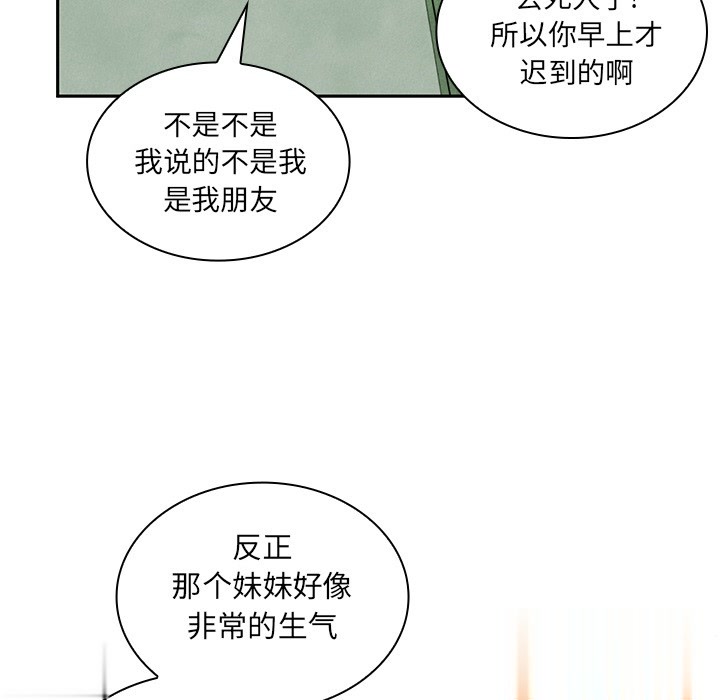 所以你早上才
迟到的啊
不是不是
我说的不是我
是我朋友
反正
那个妹妹好像
非常的生气